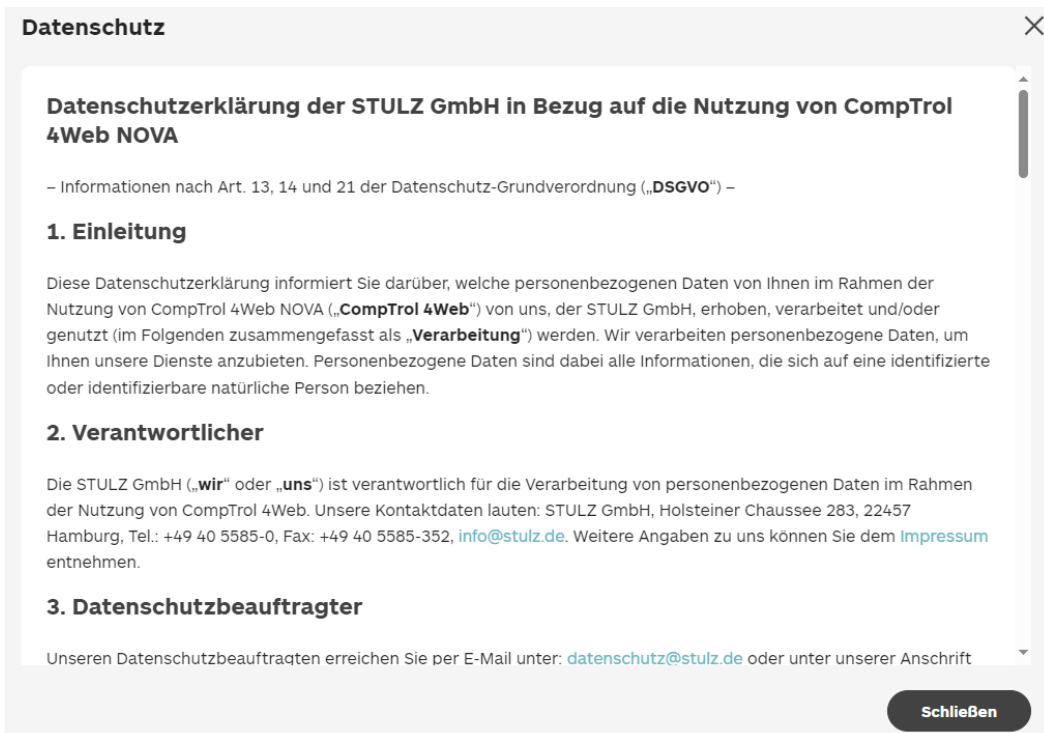 Datenschutz
Datenschutzerklärung der STULZ GmbH in Bezug auf die Nutzung von CompTrol
4Web NOVA
– Informationen nach Art. 13, 14 und 21 der Datenschutz-Grundverordnung („DSGVO“) –
1. Einleitung
Diese Datenschutzerklärung informiert Sie darüber, welche personenbezogenen Daten von Ihnen im Rahmen der
Nutzung von CompTrol 4Web NOVA („CompTrol 4Web“) von uns, der STULZ GmbH, erhoben, verarbeitet und/oder
genutzt (im Folgenden zusammengefasst als „Verarbeitung“) werden. Wir verarbeiten personenbezogene Daten, um
Ihnen unsere Dienste anzubieten. Personenbezogene Daten sind dabei alle Informationen, die sich auf eine identifizierte
oder identifizierbare natürliche Person beziehen.
2. Verantwortlicher
Die STULZ GmbH („wir“ oder „uns“) ist verantwortlich für die Verarbeitung von personenbezogenen Daten im Rahmen
der Nutzung von CompTrol 4Web. Unsere Kontaktdaten lauten: STULZ GmbH, Holsteiner Chaussee 283, 22457
Hamburg, Tel.: +49 40 5585-0, Fax: +49 40 5585-352, info@stulz.de. Weitere Angaben zu uns können Sie dem Impressum
entnehmen.
3. Datenschutzbeauftragter
Unseren Datenschutzbeauftragten erreichen Sie per E-Mail unter: datenschutz@stulz.de oder unter unserer Anschrift
Schließen